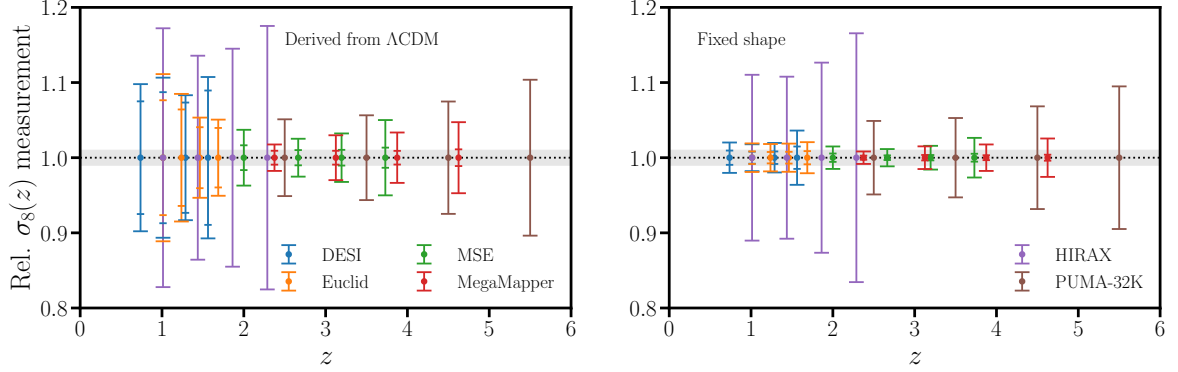 Rel. σ₈(z) measurement
1.2
1.1
1.0
0.9
0.8
Derived from ΛCDM
DESI
Euclid
MSE
MegaMapper
0 1 2 3 4 5 6
z
1.2
1.1
1.0
0.9
0.8
Fixed shape
HIRAX
PUMA-32K
0 1 2 3 4 5 6
z